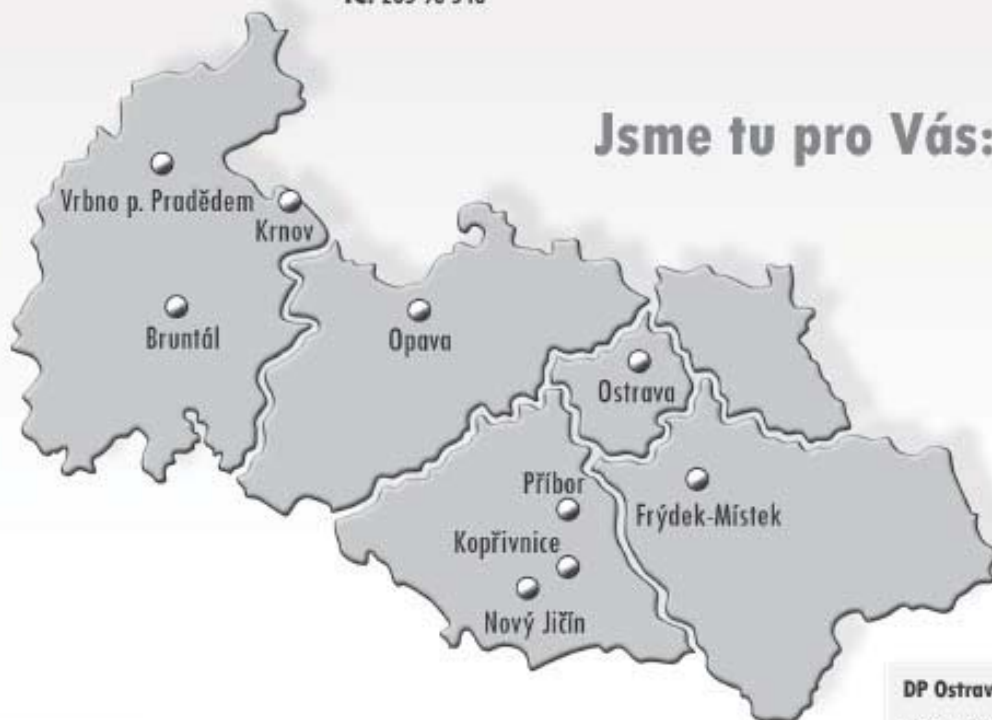 Jsme tu pro Vás:
Vrbno p. Pradědem
Krnov
Bruntál
Opava
Ostrava
Příbor
Frýdek-Místek
Kopřivnice
Nový Jičín
DP Ostrav